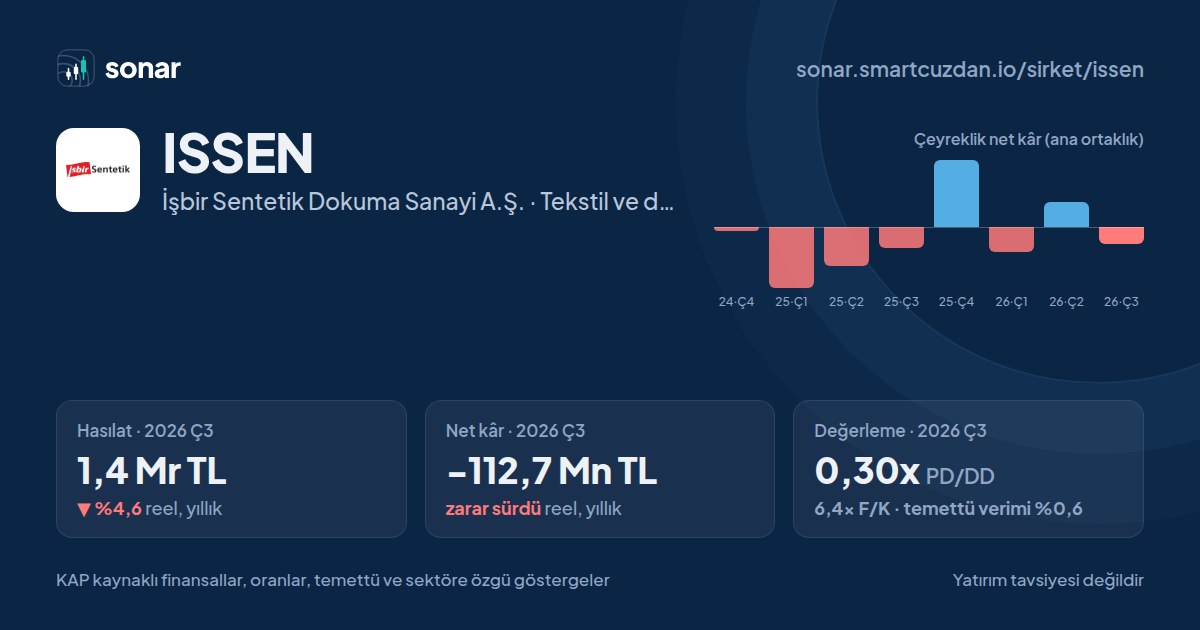 sonar
sonar.smartcuzdan.io/sirket/issen
işbir Sentetik
ISSEN
İşbir Sentetik Dokuma Sanayi A.Ş. · Tekstil ve d…
Çeyreklik net kâr (ana ortaklık)
24·Ç4 25·Ç1 25·Ç2 25·Ç3 25·Ç4 26·Ç1 26·Ç2 26·Ç3
Hasılat · 2026 Ç3
1,4 Mr TL
▼ %4,6 reel, yıllık
Net kâr · 2026 Ç3
−112,7 Mn TL
zarar sürdü reel, yıllık
Değerleme · 2026 Ç3
0,30x PD/DD
6,4× F/K · temettü verimi %0,6
KAP kaynaklı finansallar, oranlar, temettü ve sektöre özgü göstergeler
Yatırım tavsiyesi değildir